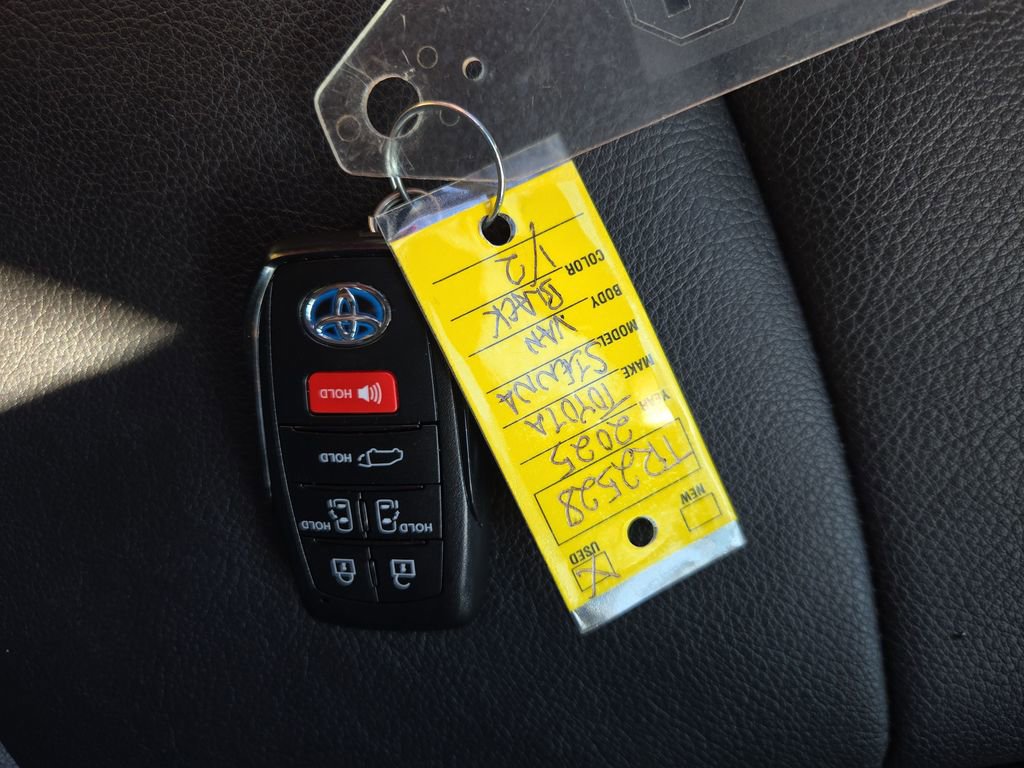 NEW USED
TR2528
YEAR 2025
MAKE TOYOTA
MODEL SIENNA
BODY VAN
COLOR BLACK
1/2
HOLD
HOLD
HOLD HOLD